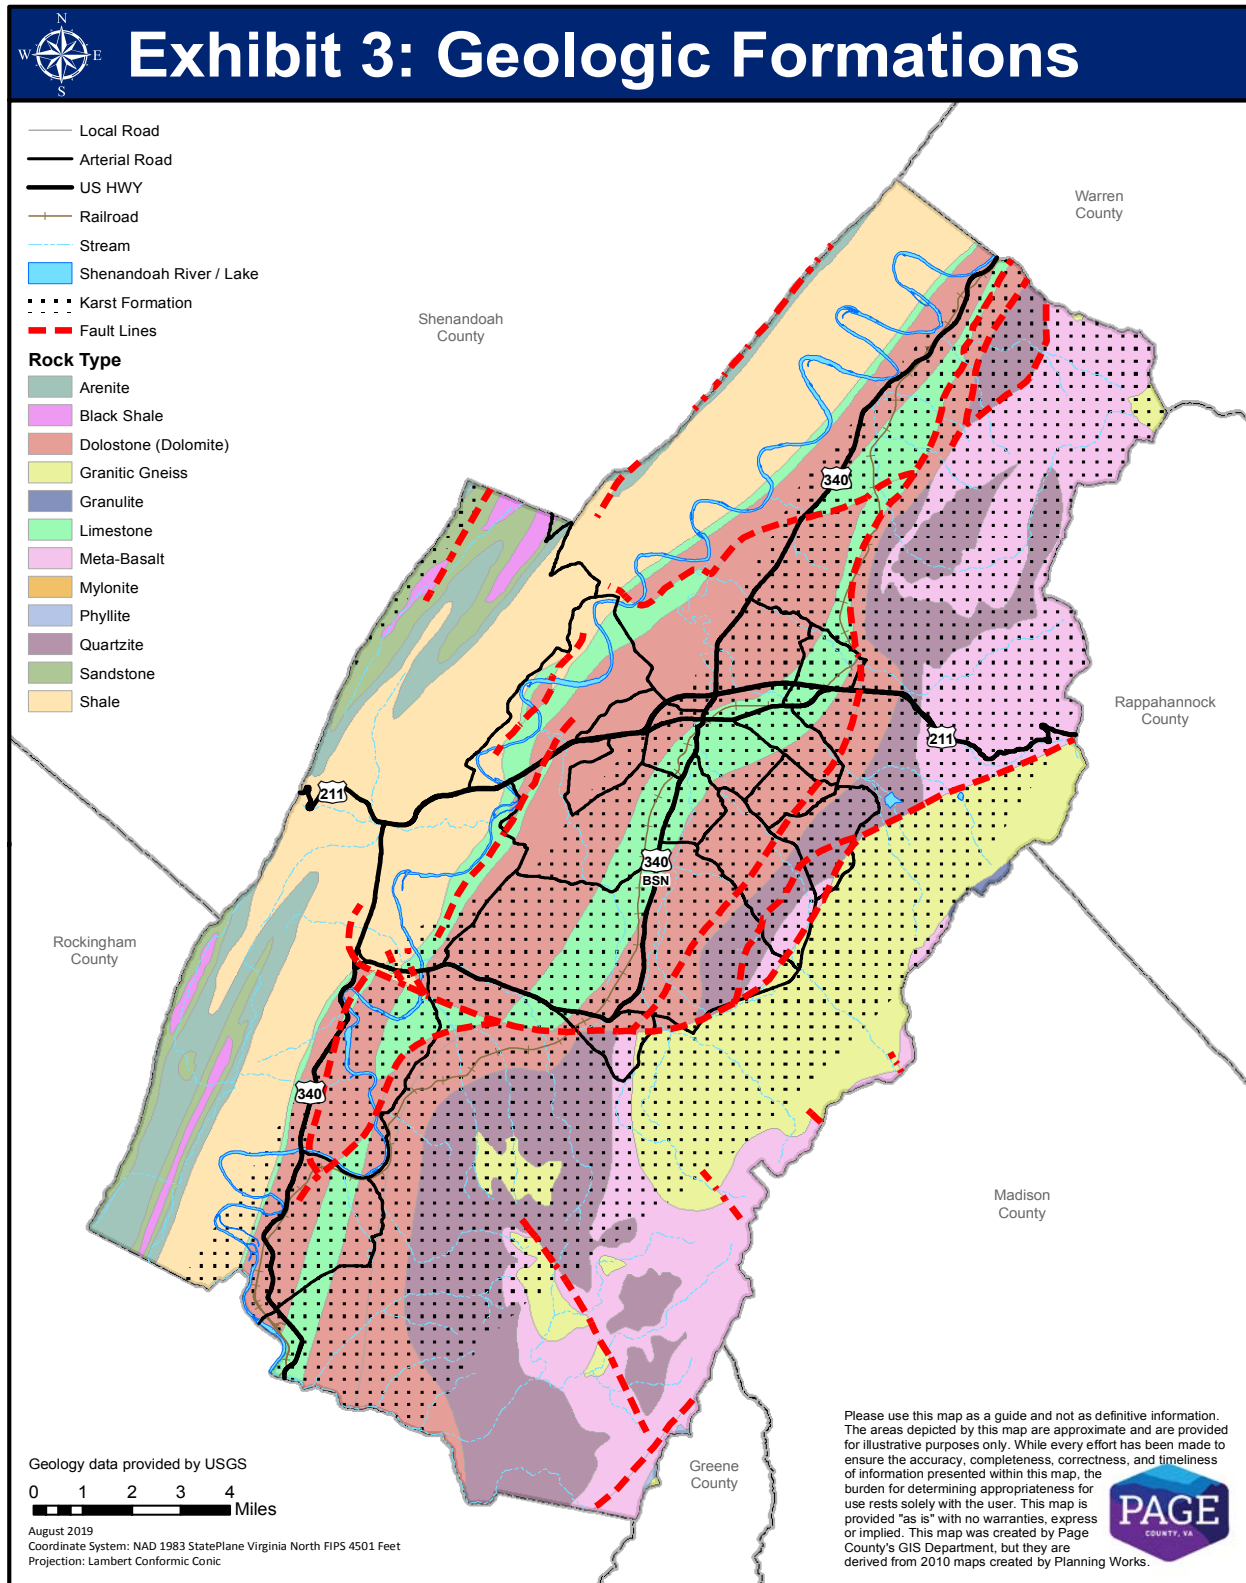 N
W E
S
Exhibit 3: Geologic Formations
Local Road
Arterial Road
US HWY
Railroad
Stream
Shenandoah River / Lake
Karst Formation
Fault Lines
Rock Type
Arenite
Black Shale
Dolostone (Dolomite)
Granitic Gneiss
Granulite
Limestone
Meta-Basalt
Mylonite
Phyllite
Quartzite
Sandstone
Shale
Warren
County
Shenandoah
County
340
Rappahannock
County
211
211
340
BSN
Rockingham
County
340
Madison
County
Greene
County
Geology data provided by USGS
0 1 2 3 4
Miles
August 2019
Coordinate System: NAD 1983 StatePlane Virginia North FIPS 4501 Feet
Projection: Lambert Conformic Conic
Please use this map as a guide and not as definitive information.
The areas depicted by this map are approximate and are provided
for illustrative purposes only. While every effort has been made to
ensure the accuracy, completeness, correctness, and timeliness
of information presented within this map, the
burden for determining appropriateness for
use rests solely with the user. This map is
provided "as is" with no warranties, express
or implied. This map was created by Page
County's GIS Department, but they are
derived from 2010 maps created by Planning Works.
PAGE
COUNTY, VA